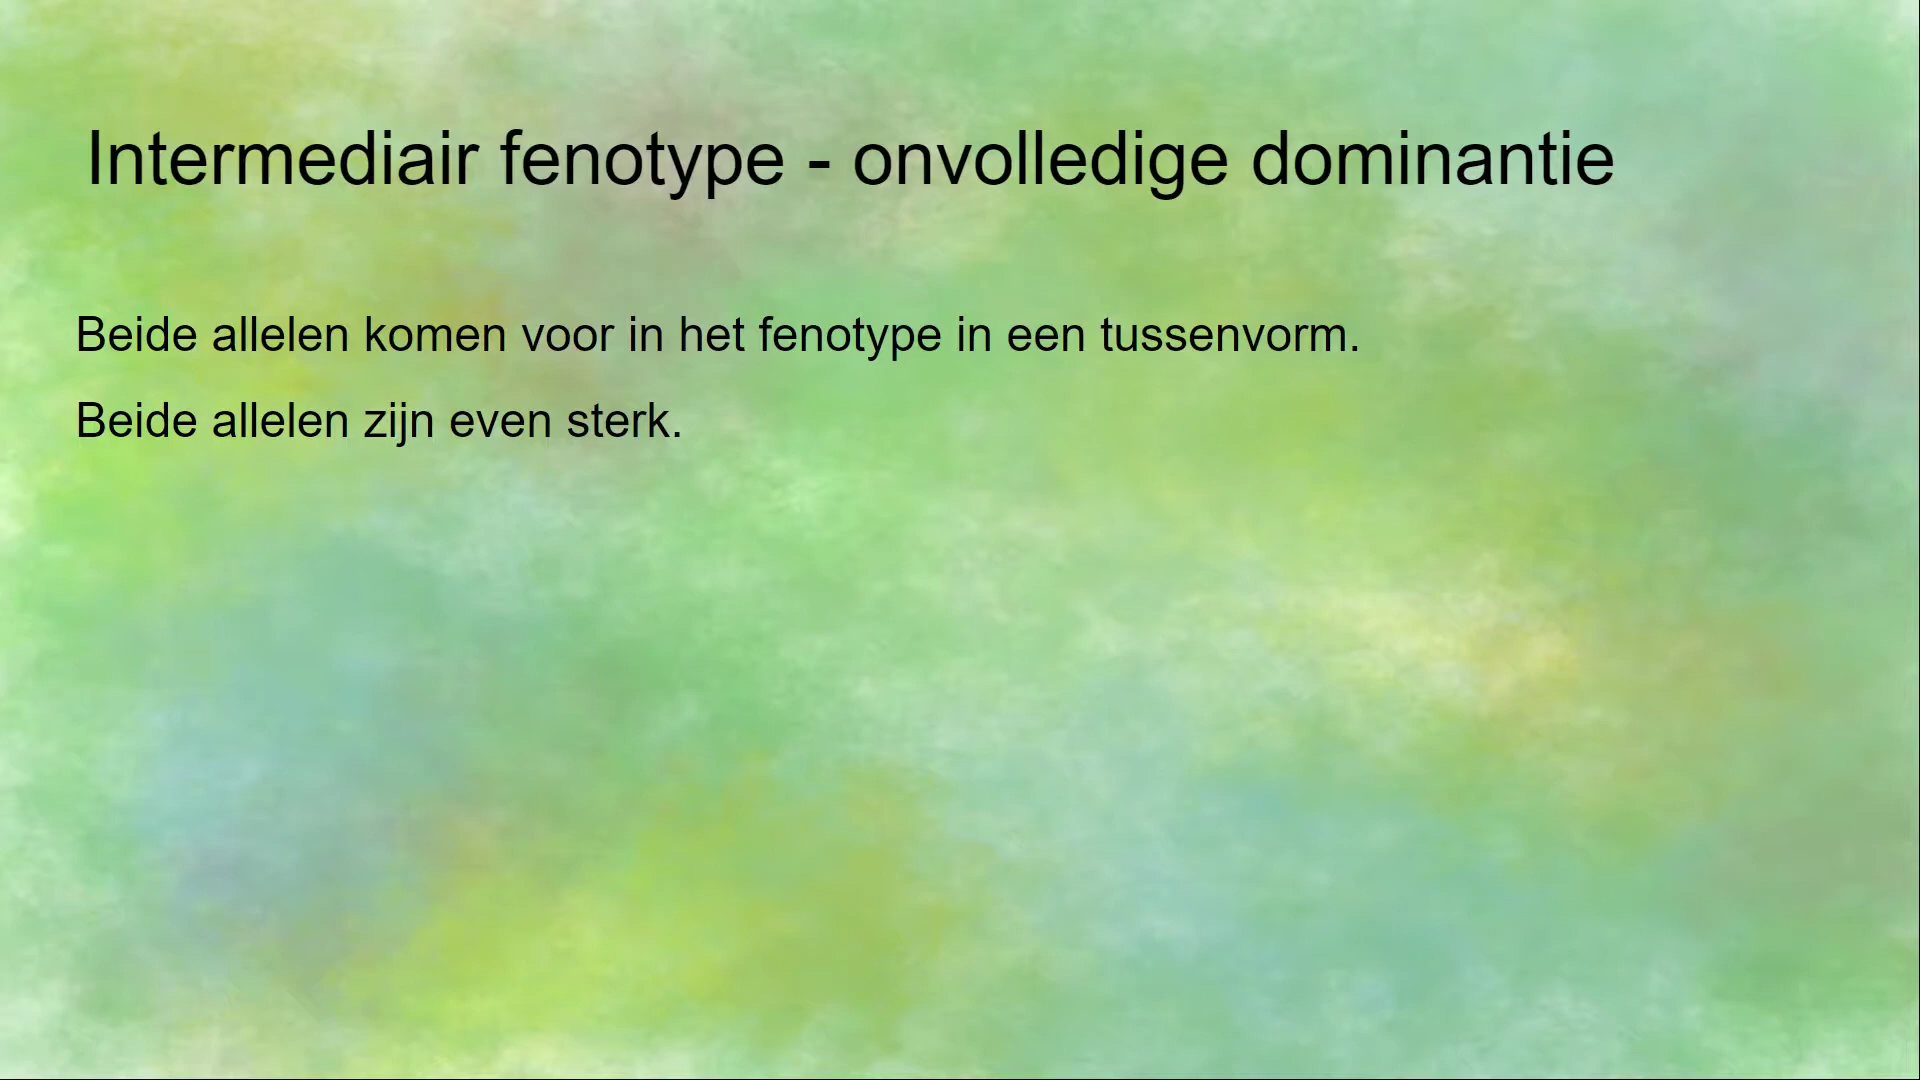 Intermediair fenotype - onvolledige dominantie
Beide allelen komen voor in het fenotype in een tussenvorm.
Beide allelen zijn even sterk.